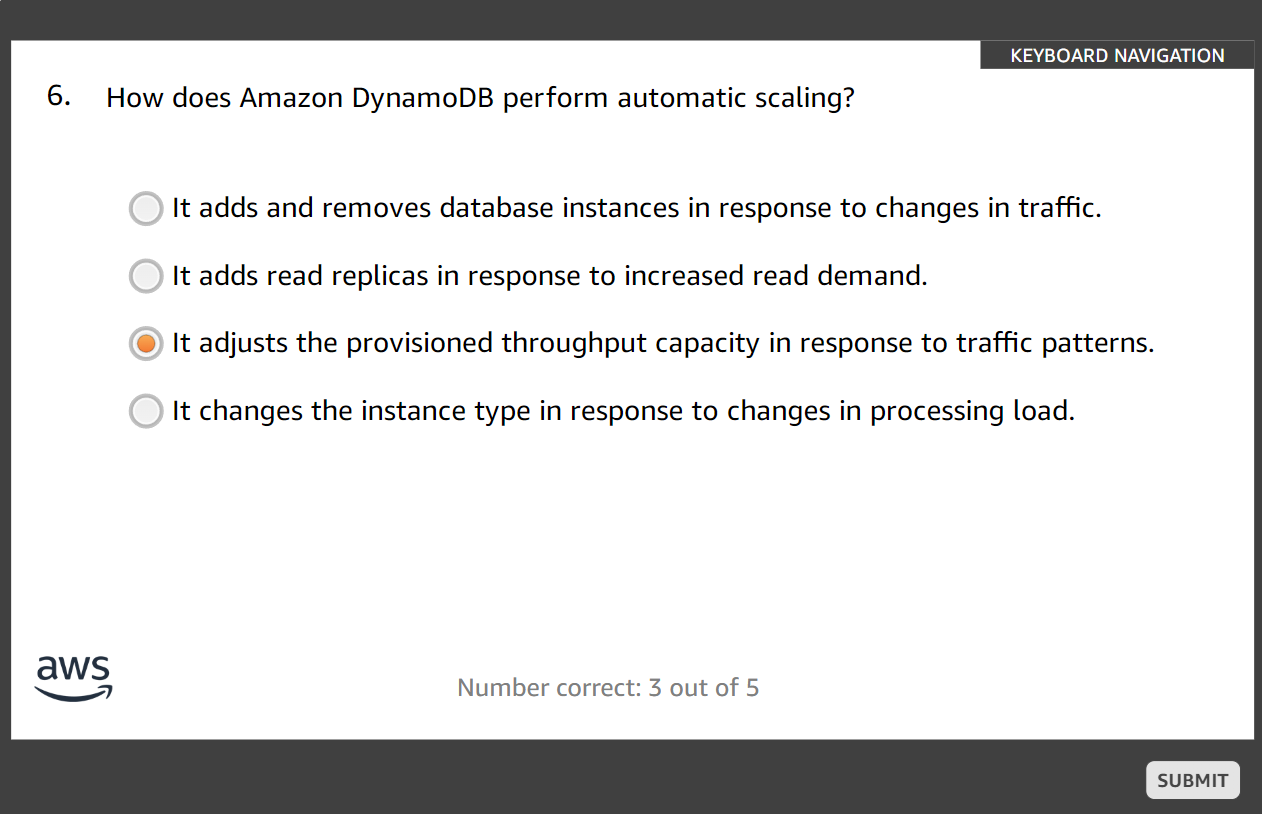 KEYBOARD NAVIGATION
6. How does Amazon DynamoDB perform automatic scaling?
It adds and removes database instances in response to changes in traffic.
It adds read replicas in response to increased read demand.
It adjusts the provisioned throughput capacity in response to traffic patterns.
It changes the instance type in response to changes in processing load.
aws
Number correct: 3 out of 5
SUBMIT